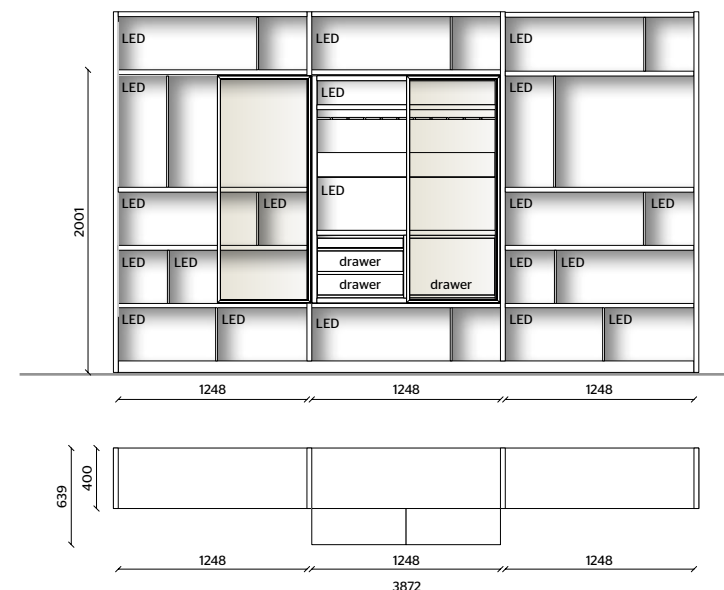 LED LED LED
LED LED LED
2001
LED
LED LED LED LED
LED LED drawer LED LED
drawer drawer
LED LED LED LED LED
1248 1248 1248
639
400
1248 1248 1248
3872